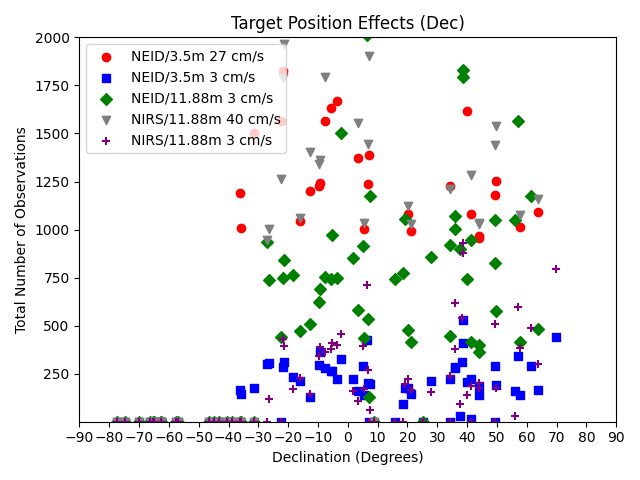 Target Position Effects (Dec)
NEID/3.5m 27 cm/s
NEID/3.5m 3 cm/s
NEID/11.88m 3 cm/s
NIRS/11.88m 40 cm/s
NIRS/11.88m 3 cm/s
Total Number of Observations
2000
1750
1500
1250
1000
750
500
250
−90 −80 −70 −60 −50 −40 −30 −20 −10 0 10 20 30 40 50 60 70 80 90
Declination (Degrees)